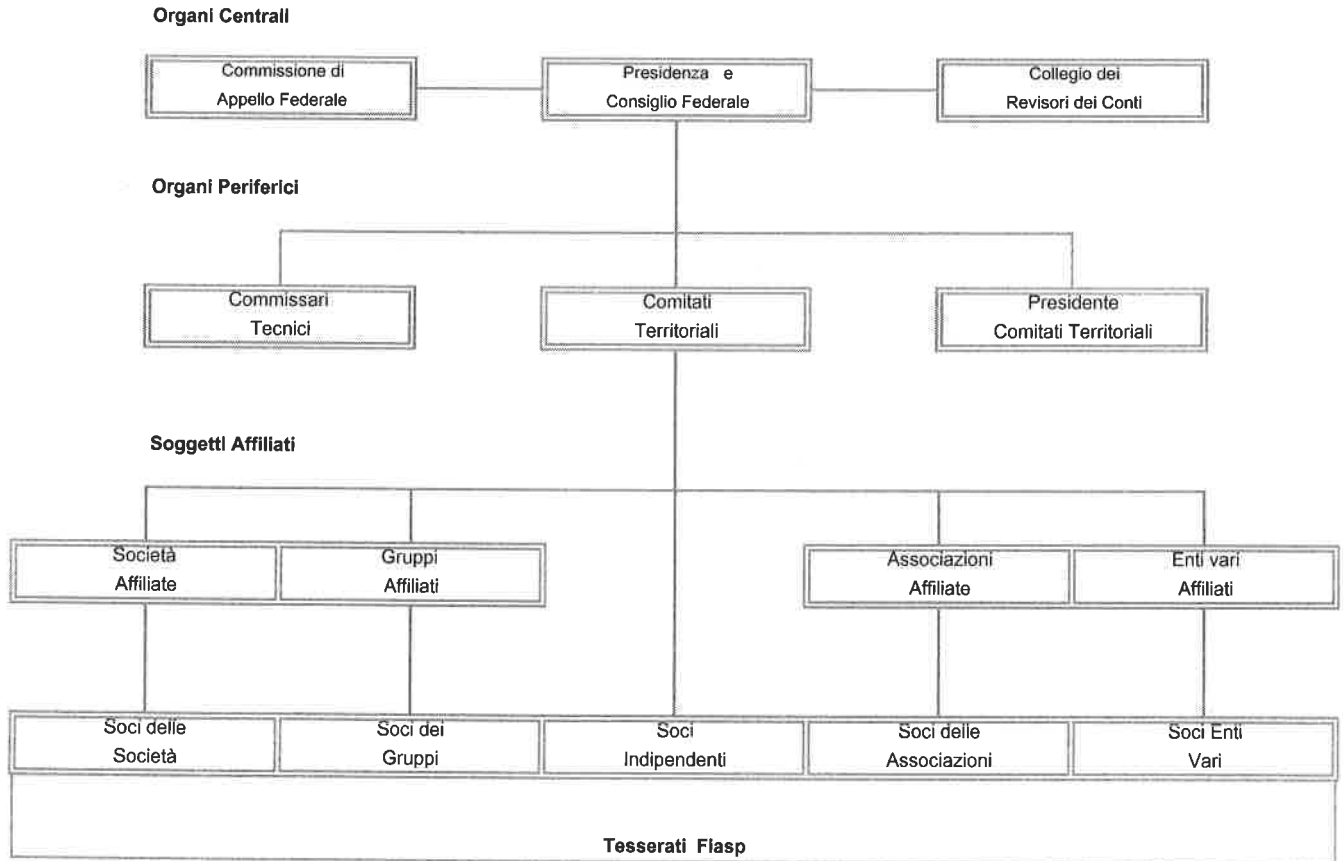 Organi Centrali
Commissione di
Appello Federale
Presidenza e
Consiglio Federale
Collegio dei
Revisori dei Conti
Organi Periferici
Commissari
Tecnici
Comitati
Territoriali
Presidente
Comitati Territoriali
Soggetti Affiliati
Società
Affiliate
Gruppi
Affiliati
Associazioni
Affiliate
Enti vari
Affiliati
Soci delle
Società
Soci dei
Gruppi
Soci
Indipendenti
Soci delle
Associazioni
Soci Enti
Vari
Tesserati Fiasp